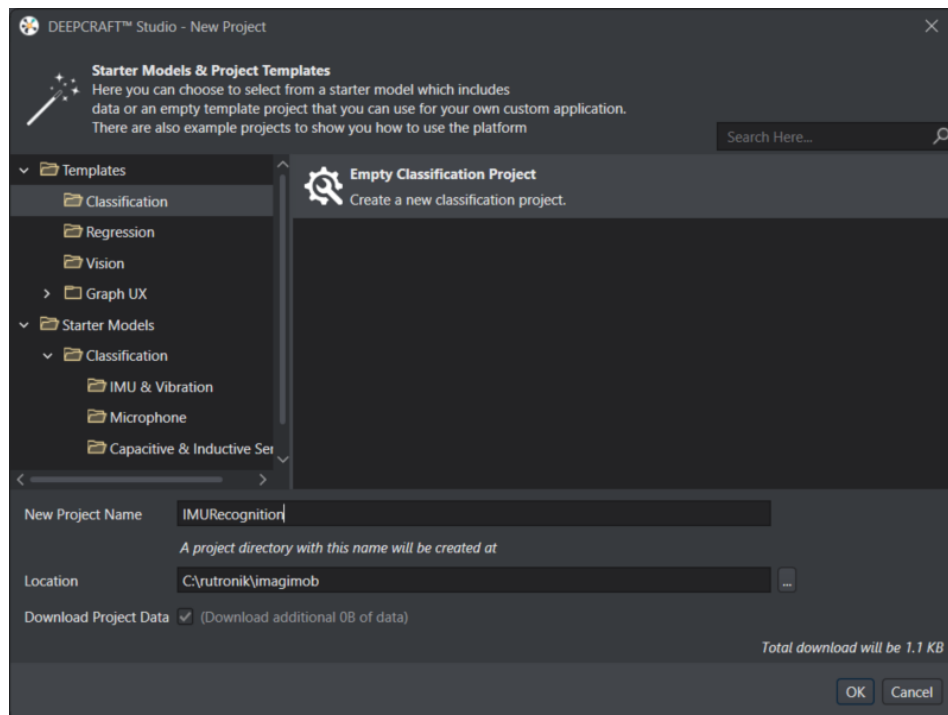 DEEPCRAFT™ Studio - New Project
Starter Models & Project Templates
Here you can choose to select from a starter model which includes
data or an empty template project that you can use for your own custom application.
There are also example projects to show you how to use the platform
Search Here...
Templates
Classification
Regression
Vision
Graph UX
Starter Models
Classification
IMU & Vibration
Microphone
Capacitive & Inductive Ser
Empty Classification Project
Create a new classification project.
New Project Name
IMURecognition
A project directory with this name will be created at
Location
C:\rutronik\imagimob
...
Download Project Data
(Download additional 0B of data)
Total download will be 1.1 KB
OK
Cancel